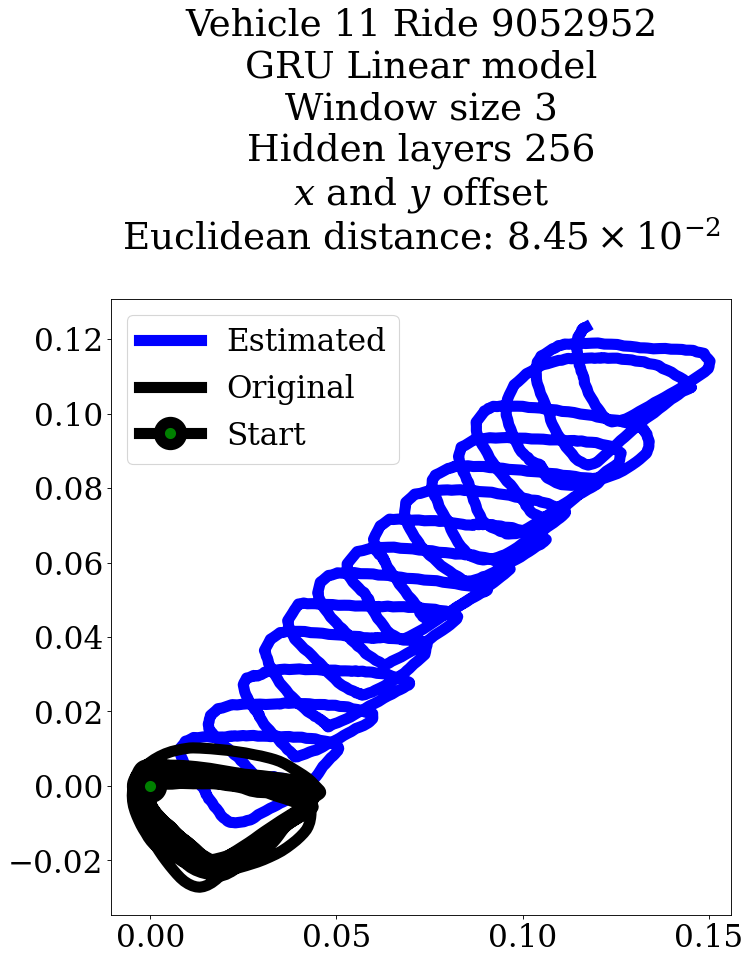 Vehicle 11 Ride 9052952
GRU Linear model
Window size 3
Hidden layers 256
x and y offset
Euclidean distance: 8.45 × 10⁻²
Estimated
Original
Start
0.12
0.10
0.08
0.06
0.04
0.02
0.00
−0.02
0.00 0.05 0.10 0.15